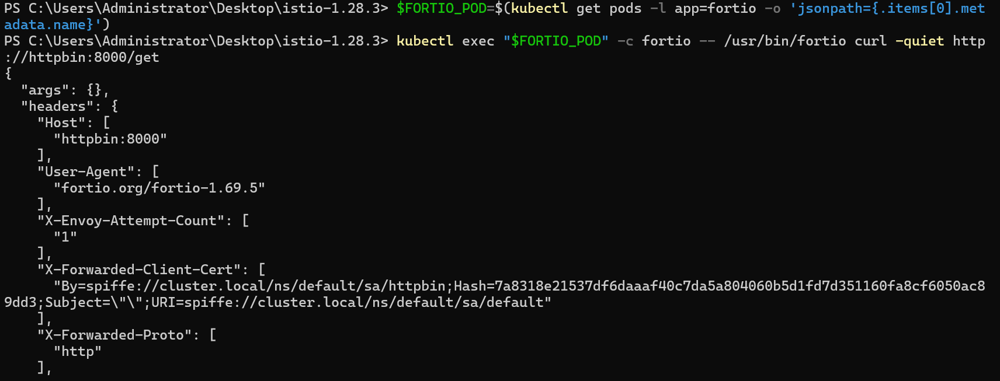 PS C:\Users\Administrator\Desktop\istio-1.28.3> $FORTIO_POD=$(kubectl get pods -l app=fortio -o 'jsonpath={.items[0].met
adata.name}')
PS C:\Users\Administrator\Desktop\istio-1.28.3> kubectl exec "$FORTIO_POD" -c fortio -- /usr/bin/fortio curl -quiet http
://httpbin:8000/get
{
  "args": {},
  "headers": {
    "Host": [
      "httpbin:8000"
    ],
    "User-Agent": [
      "fortio.org/fortio-1.69.5"
    ],
    "X-Envoy-Attempt-Count": [
      "1"
    ],
    "X-Forwarded-Client-Cert": [
      "By=spiffe://cluster.local/ns/default/sa/httpbin;Hash=7a8318e21537df6daaaf40c7da5a804060b5d1fd7d351160fa8cf6050ac8
9dd3;Subject=\"\";URI=spiffe://cluster.local/ns/default/sa/default"
    ],
    "X-Forwarded-Proto": [
      "http"
    ],